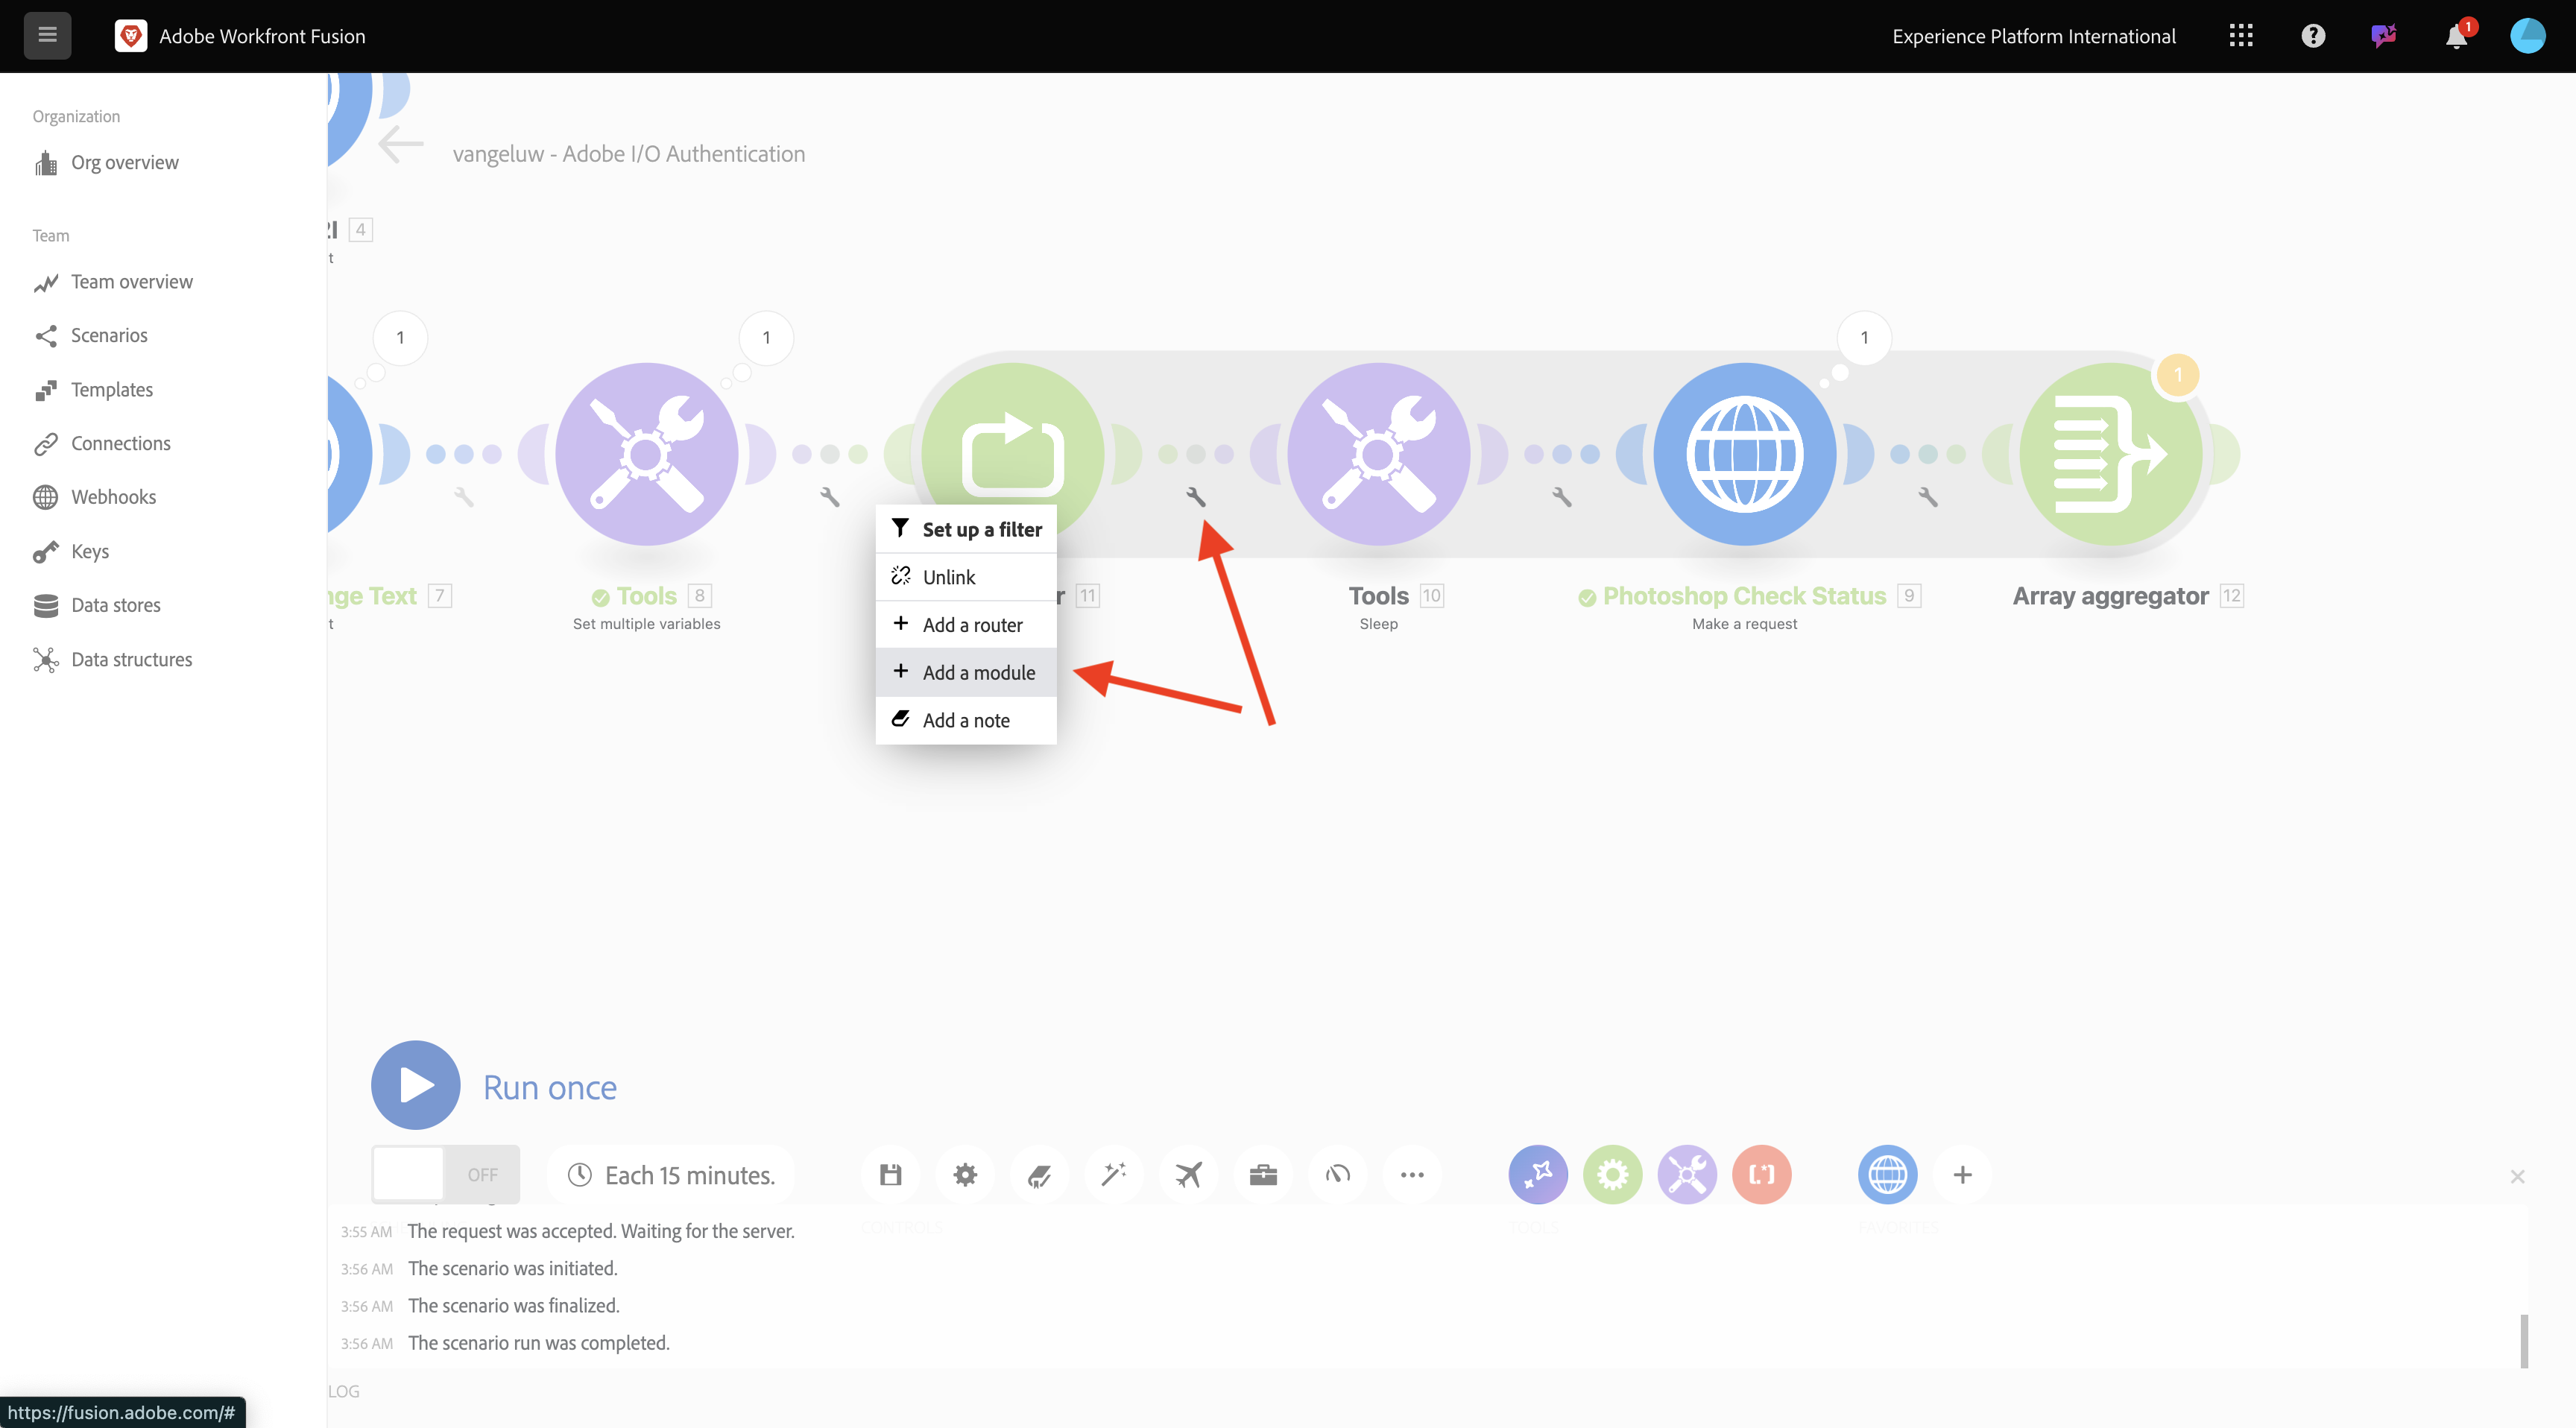 Adobe Workfront Fusion
Experience Platform International
1
Organization
Org overview
Team
Team overview
Scenarios
Templates
Connections
Webhooks
Keys
Data stores
Data structures
vangeluw - Adobe I/O Authentication
4
t
1
1
1
1
nge Text 7
t
Tools 8
Set multiple variables
r 11
Tools 10
Sleep
Photoshop Check Status 9
Make a request
Array aggregator 12
Set up a filter
Unlink
Add a router
Add a module
Add a note
Run once
OFF
Each 15 minutes.
CONTROLS
TOOLS
FAVORITES
3:55 AM The request was accepted. Waiting for the server.
3:56 AM The scenario was initiated.
3:56 AM The scenario was finalized.
3:56 AM The scenario run was completed.
LOG
https://fusion.adobe.com/#